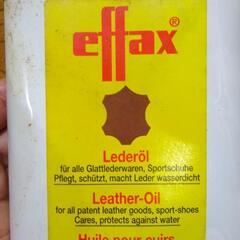 effax®
Lederöl
für alle Glattlederwaren, Sportschuhe
Pflegt, schützt, macht Leder wasserdicht
Leather-Oil
for all patent leather goods, sport-shoes
Cares, protects against water
Huile pour cuirs